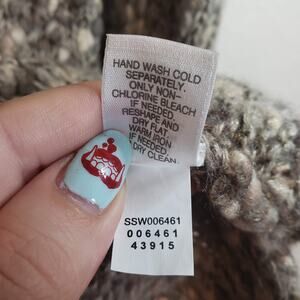 HAND WASH COLD
SEPARATELY.
ONLY NON-
CHLORINE BLEACH
IF NEEDED.
RESHAPE AND
DRY FLAT
WARM IRON
IF NEEDED
DRY CLEAN
SSW006461
006461
43915